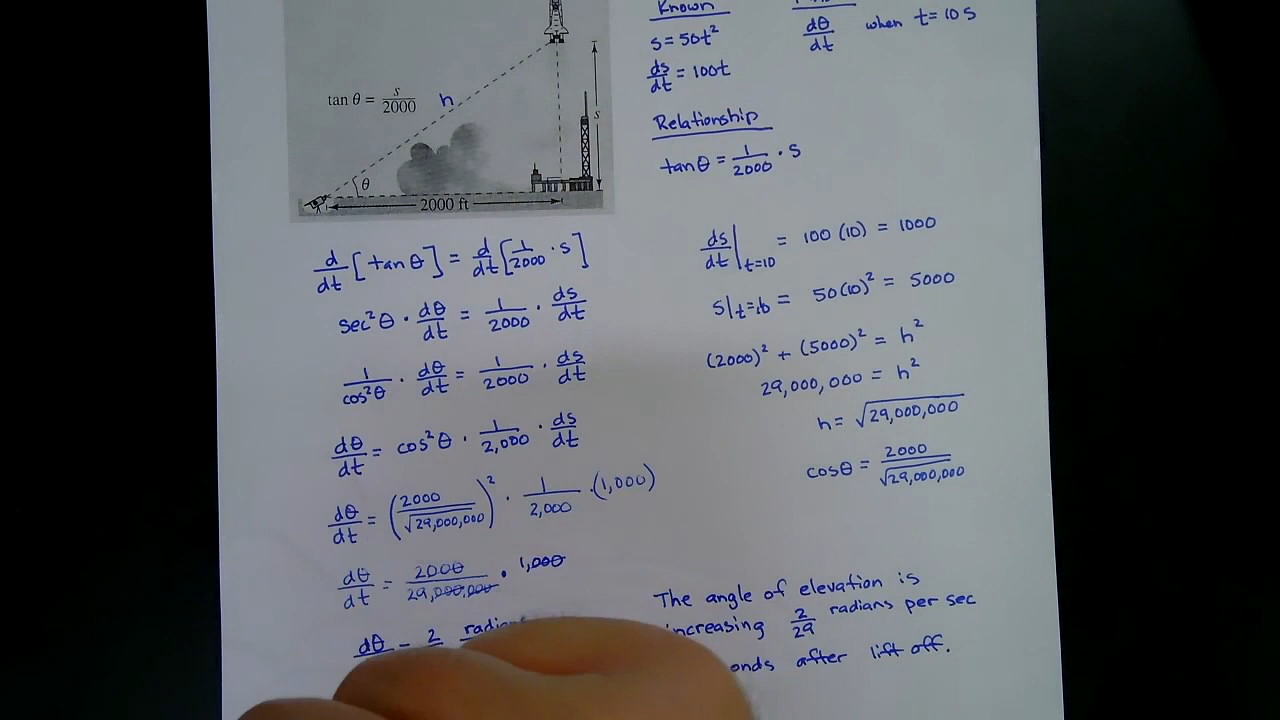 Known
s = 50t²
ds/dt = 100t
dθ/dt when t = 10 s
tan θ = s/2000
h
s
θ
2000 ft
Relationship
tan θ = 1/2000 · s
d/dt [tan θ] = d/dt [1/2000 · s]
sec²θ · dθ/dt = 1/2000 · ds/dt
1/cos²θ · dθ/dt = 1/2000 · ds/dt
dθ/dt = cos²θ · 1/2,000 · ds/dt
dθ/dt = (2000/√29,000,000)² · 1/2,000 · (1,000)
dθ/dt = 2000/29,000,000 · 1,000
dθ = 2 radians
ds/dt|t=10 = 100 (10) = 1000
s|t=10 = 50(10)² = 5000
(2000)² + (5000)² = h²
29,000,000 = h²
h = √29,000,000
cosθ = 2000/√29,000,000
The angle of elevation is
increasing 2/29 radians per sec
onds after lift off.